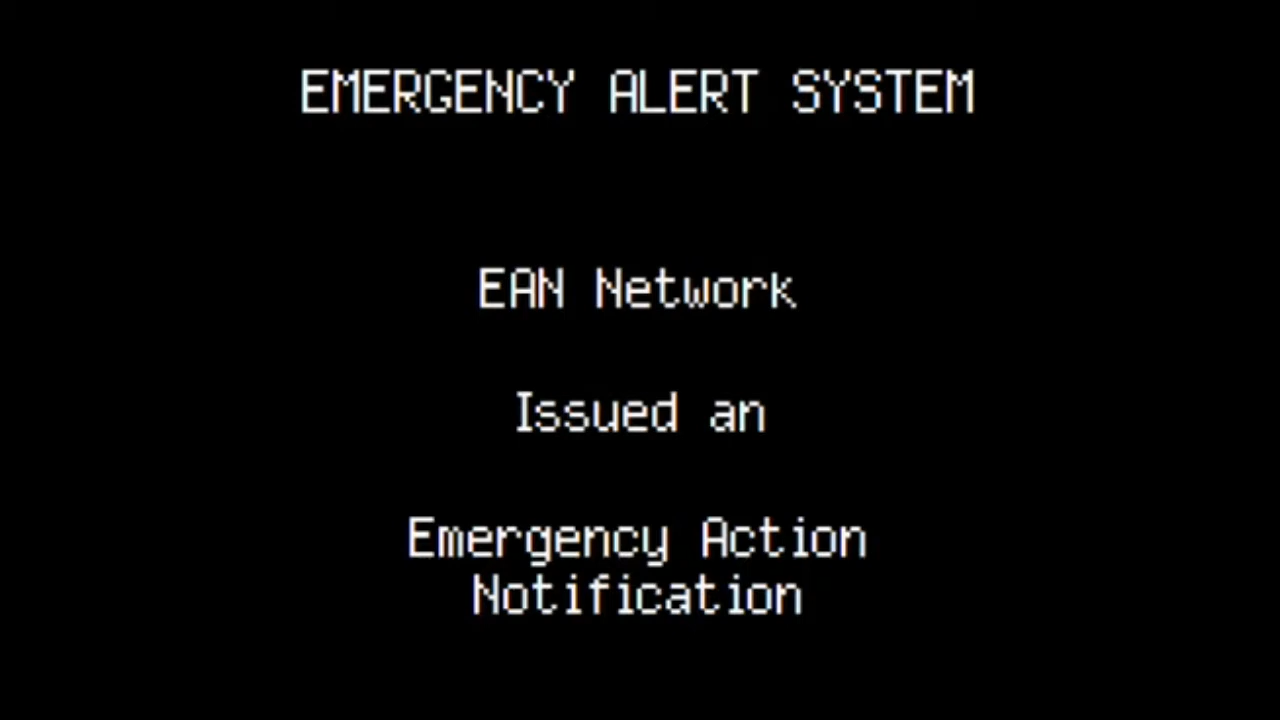 EMERGENCY ALERT SYSTEM
EAN Network
Issued an
Emergency Action
Notification